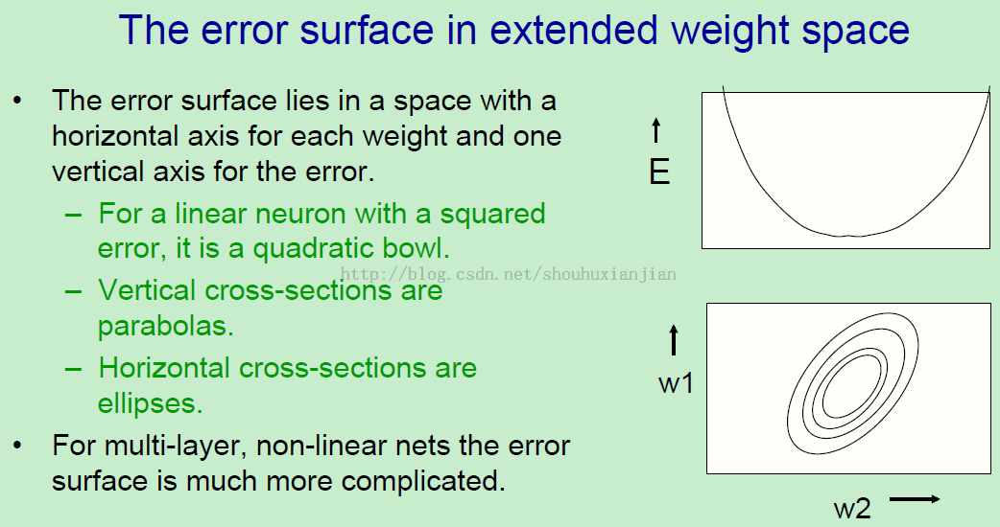 The error surface in extended weight space
• The error surface lies in a space with a
horizontal axis for each weight and one
vertical axis for the error.
– For a linear neuron with a squared
error, it is a quadratic bowl.
http://blog.csdn.net/shouhuxianjian
– Vertical cross-sections are
parabolas.
– Horizontal cross-sections are
ellipses.
• For multi-layer, non-linear nets the error
surface is much more complicated.
E
w1
w2